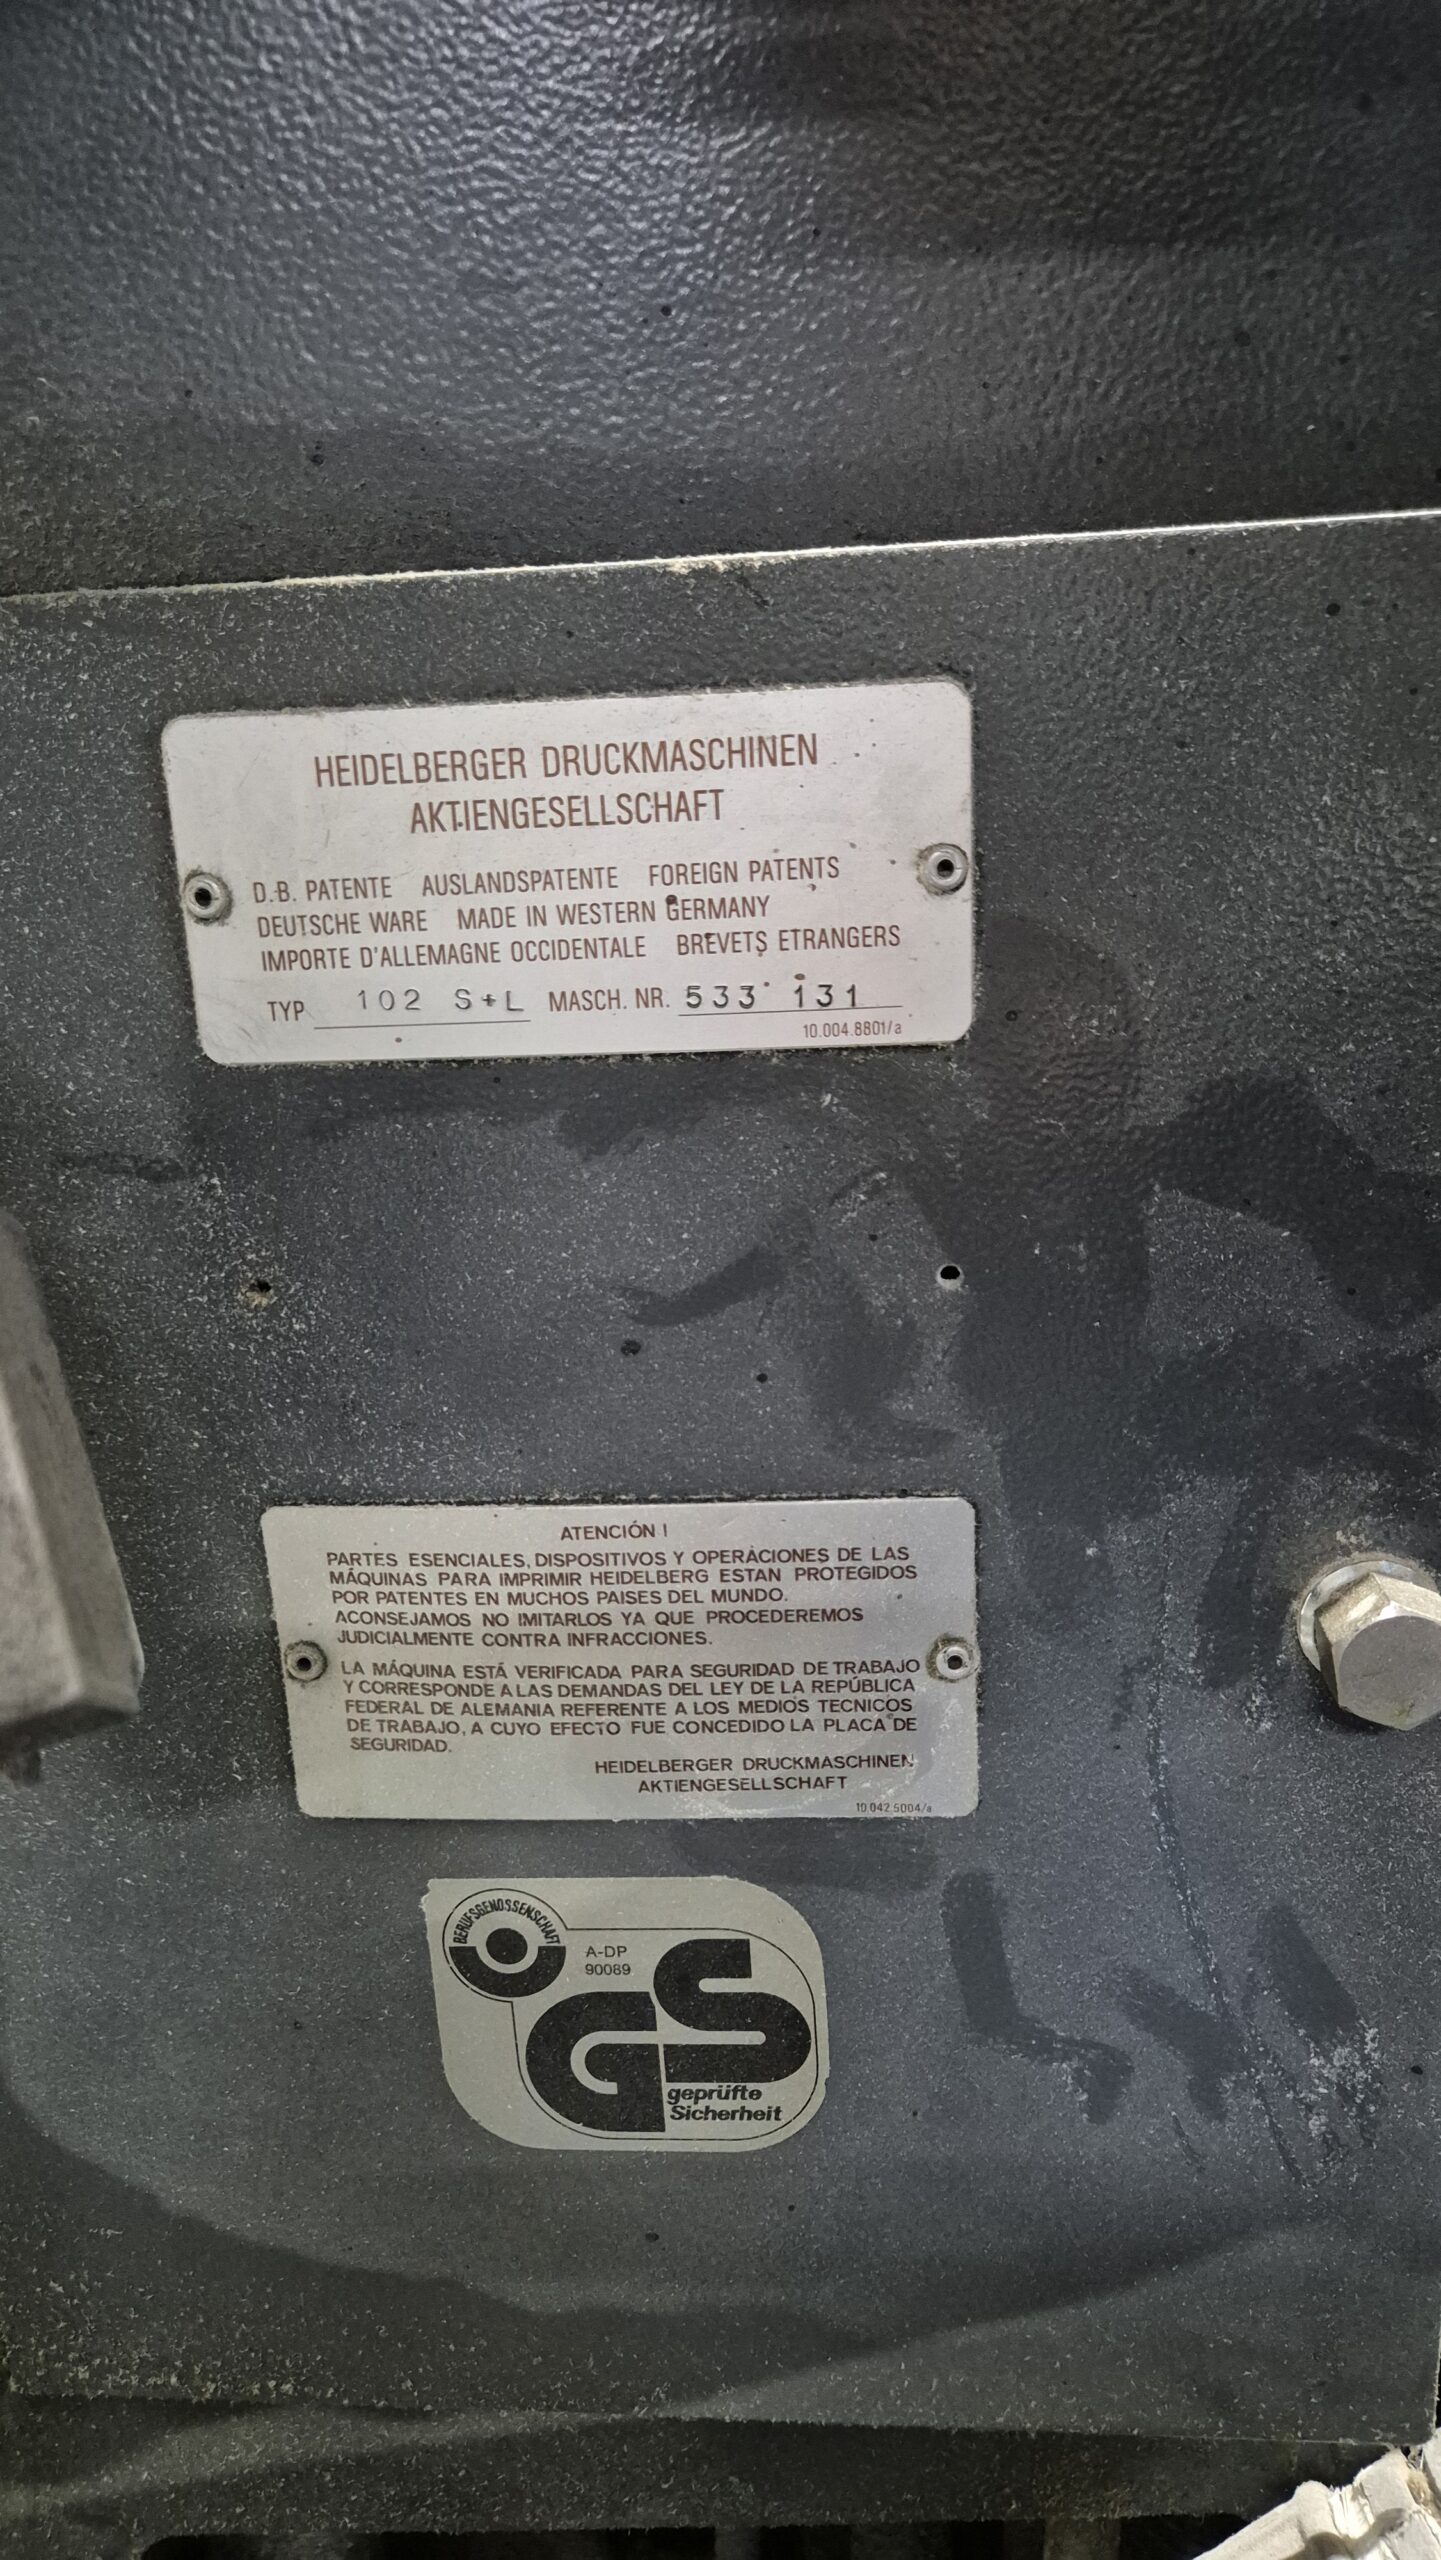 HEIDELBERGER DRUCKMASCHINEN
AKTIENGESELLSCHAFT
D.B. PATENTE AUSLANDSPATENTE FOREIGN PATENTS
DEUTSCHE WARE MADE IN WESTERN GERMANY
IMPORTE D'ALLEMAGNE OCCIDENTALE BREVETS ETRANGERS
TYP 102 S+L MASCH. NR. 533 131
10.004.8801/a
ATENCIÓN !
PARTES ESENCIALES, DISPOSITIVOS Y OPERACIONES DE LAS
MÁQUINAS PARA IMPRIMIR HEIDELBERG ESTAN PROTEGIDOS
POR PATENTES EN MUCHOS PAISES DEL MUNDO.
ACONSEJAMOS NO IMITARLOS YA QUE PROCEDEREMOS
JUDICIALMENTE CONTRA INFRACCIONES.
LA MÁQUINA ESTÁ VERIFICADA PARA SEGURIDAD DE TRABAJO
Y CORRESPONDE A LAS DEMANDAS DEL LEY DE LA REPÚBLICA
FEDERAL DE ALEMANIA REFERENTE A LOS MEDIOS TECNICOS
DE TRABAJO, A CUYO EFECTO FUE CONCEDIDO LA PLACA DE
SEGURIDAD.
HEIDELBERGER DRUCKMASCHINEN
AKTIENGESELLSCHAFT
10.042.5004/a
BERUFSGENOSSENSCHAFT
A-DP
90089
GS
geprüfte
Sicherheit